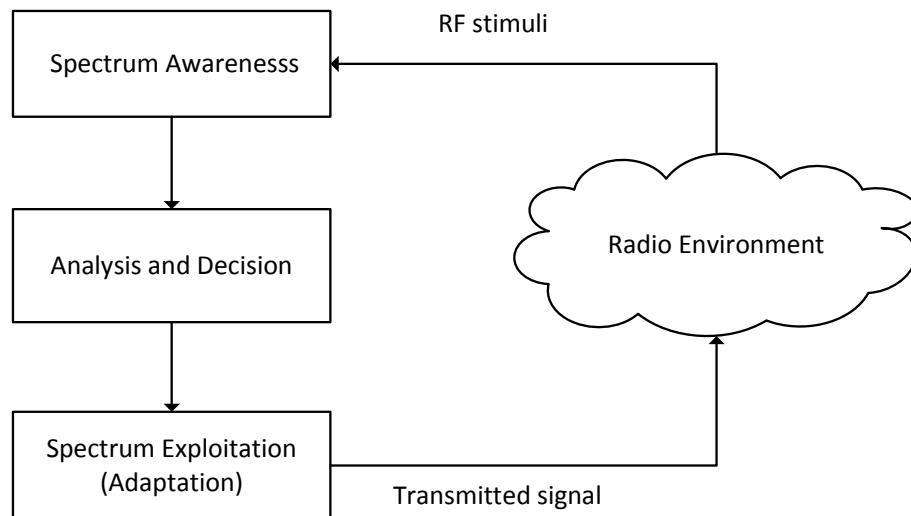 RF stimuli
Spectrum Awarenesss
Analysis and Decision
Radio Environment
Spectrum Exploitation
(Adaptation)
Transmitted signal